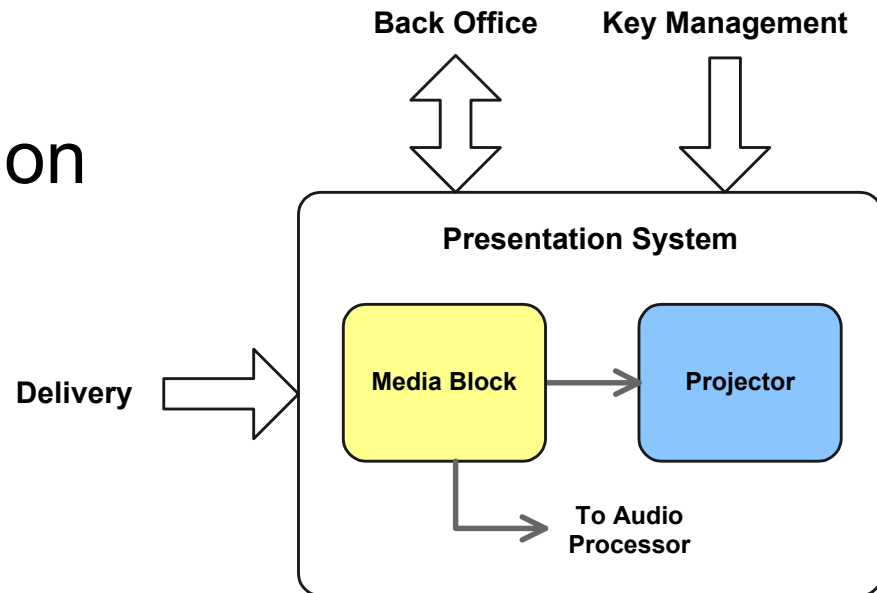 Back Office
Key Management
on
Presentation System
Delivery
Media Block
Projector
To Audio
Processor